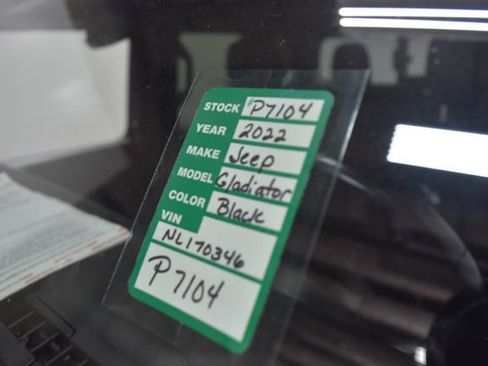 STOCK #P7104
YEAR 2022
MAKE Jeep
MODEL Gladiator
COLOR Black
VIN
NL170346
P7104